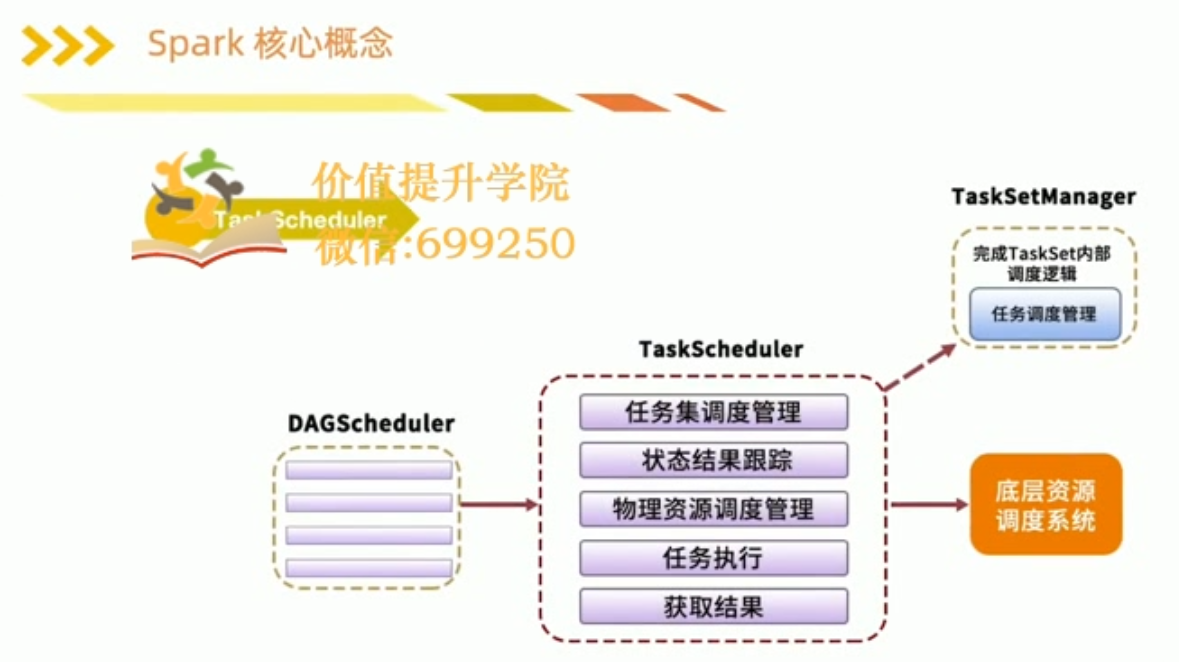 Spark 核心概念
价值提升学院
TaskScheduler
微信:699250
TaskSetManager
完成TaskSet内部
调度逻辑
任务调度管理
TaskScheduler
任务集调度管理
状态结果跟踪
物理资源调度管理
任务执行
获取结果
DAGScheduler
底层资源
调度系统